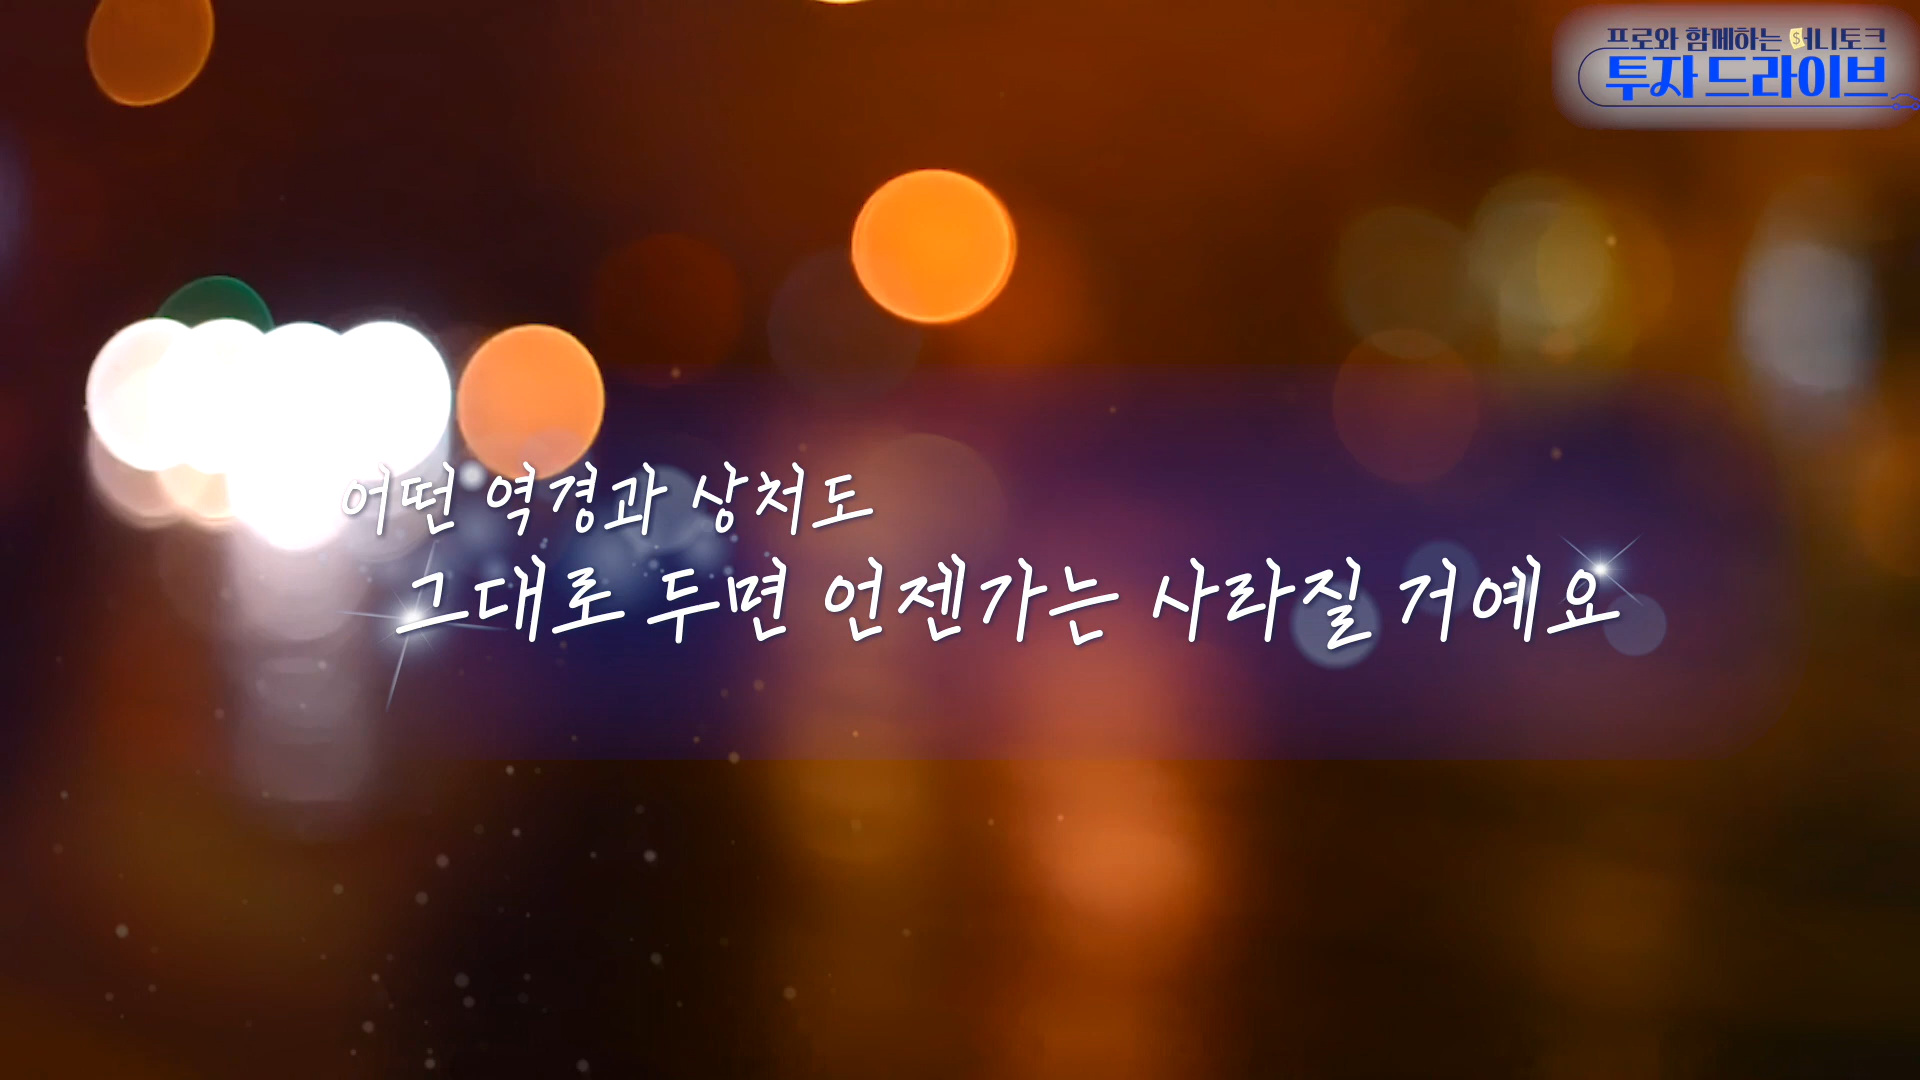 프로와 함께하는 머니토크
투자 드라이브
어떤 역경과 상처도
그대로 두면 언젠가는 사라질 거예요